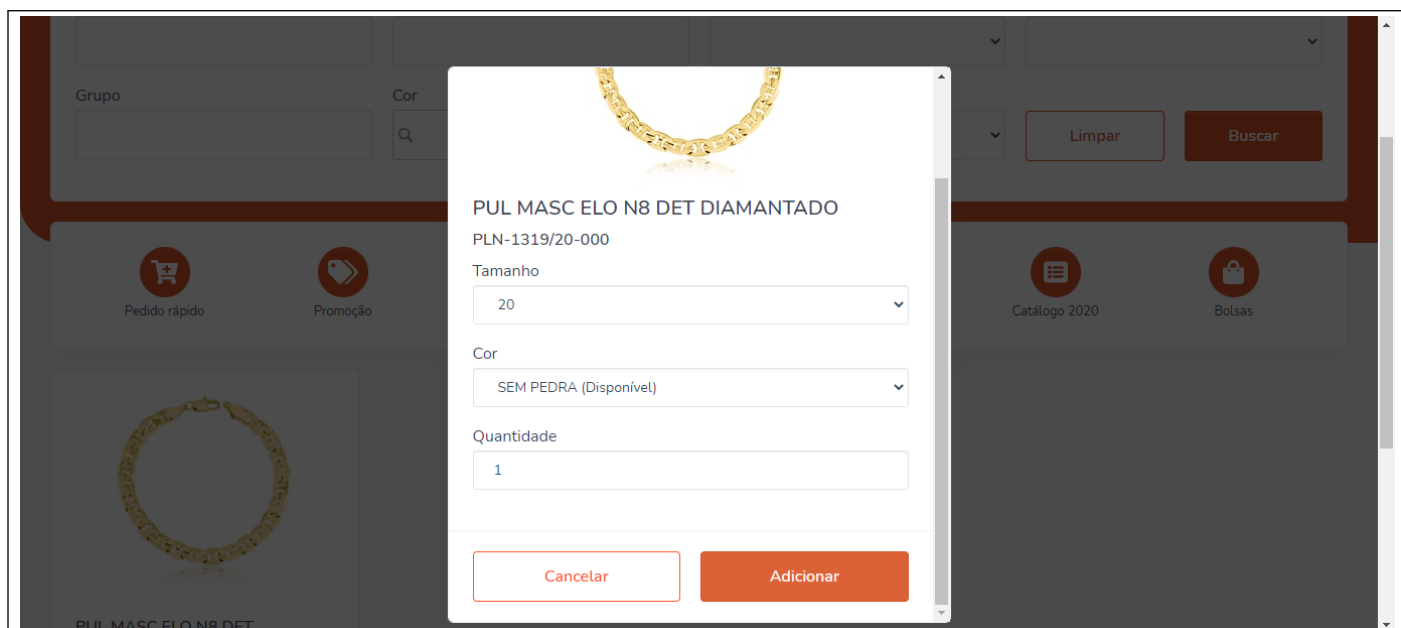 Grupo
Cor
Limpar
Buscar
PUL MASC ELO N8 DET DIAMANTADO
PLN-1319/20-000
Tamanho
20
Cor
SEM PEDRA (Disponível)
Quantidade
1
Cancelar
Adicionar
Pedido rápido
Promoção
Catálogo 2020
Bolsas
PUL MASC ELO N8 DET